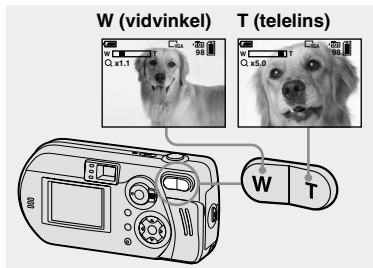 W (vidvinkel) T (telelins)
W T 98
x1.1
W T 98
x5.0
W T